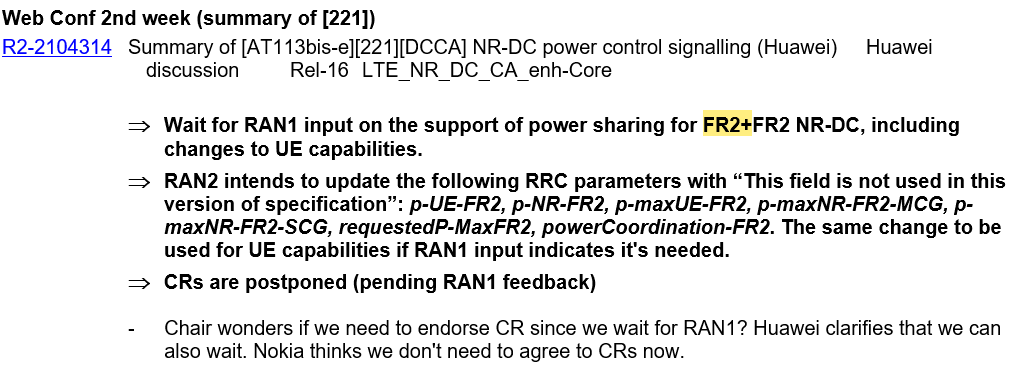 Web Conf 2nd week (summary of [221])
R2-2104314 Summary of [AT113bis-e][221][DCCA] NR-DC power control signalling (Huawei) Huawei
discussion Rel-16 LTE_NR_DC_CA_enh-Core
⇒ Wait for RAN1 input on the support of power sharing for FR2+FR2 NR-DC, including
changes to UE capabilities.
⇒ RAN2 intends to update the following RRC parameters with “This field is not used in this
version of specification”: p-UE-FR2, p-NR-FR2, p-maxUE-FR2, p-maxNR-FR2-MCG, p-
maxNR-FR2-SCG, requestedP-MaxFR2, powerCoordination-FR2. The same change to be
used for UE capabilities if RAN1 input indicates it's needed.
⇒ CRs are postponed (pending RAN1 feedback)
- Chair wonders if we need to endorse CR since we wait for RAN1? Huawei clarifies that we can
also wait. Nokia thinks we don't need to agree to CRs now.